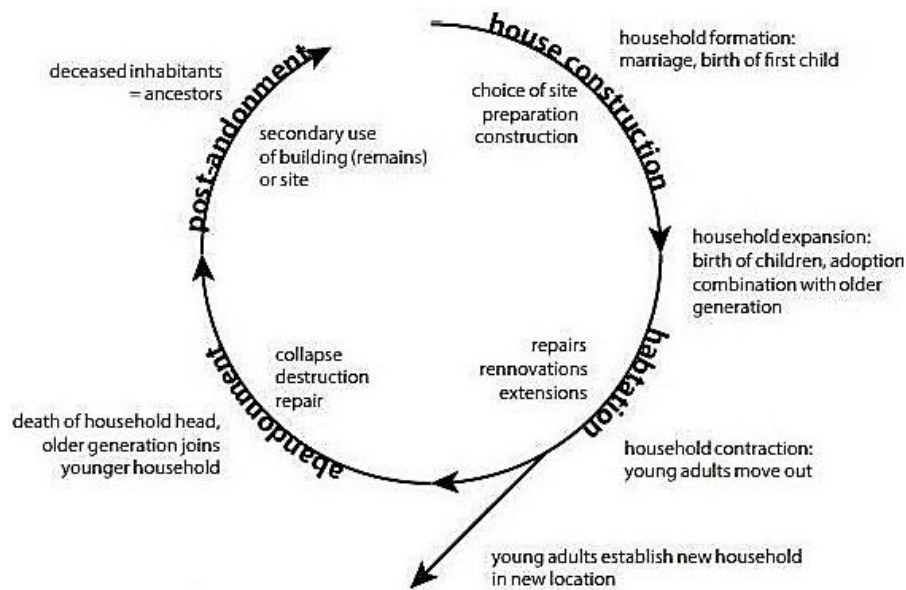 house construction
household formation:
marriage, birth of first child
choice of site
preparation
construction
household expansion:
birth of children, adoption
combination with older
generation
habtation
repairs
rennovations
extensions
household contraction:
young adults move out
young adults establish new household
in new location
abandonment
collapse
destruction
repair
death of household head,
older generation joins
younger household
post-andonment
deceased inhabitants
= ancestors
secondary use
of building (remains)
or site